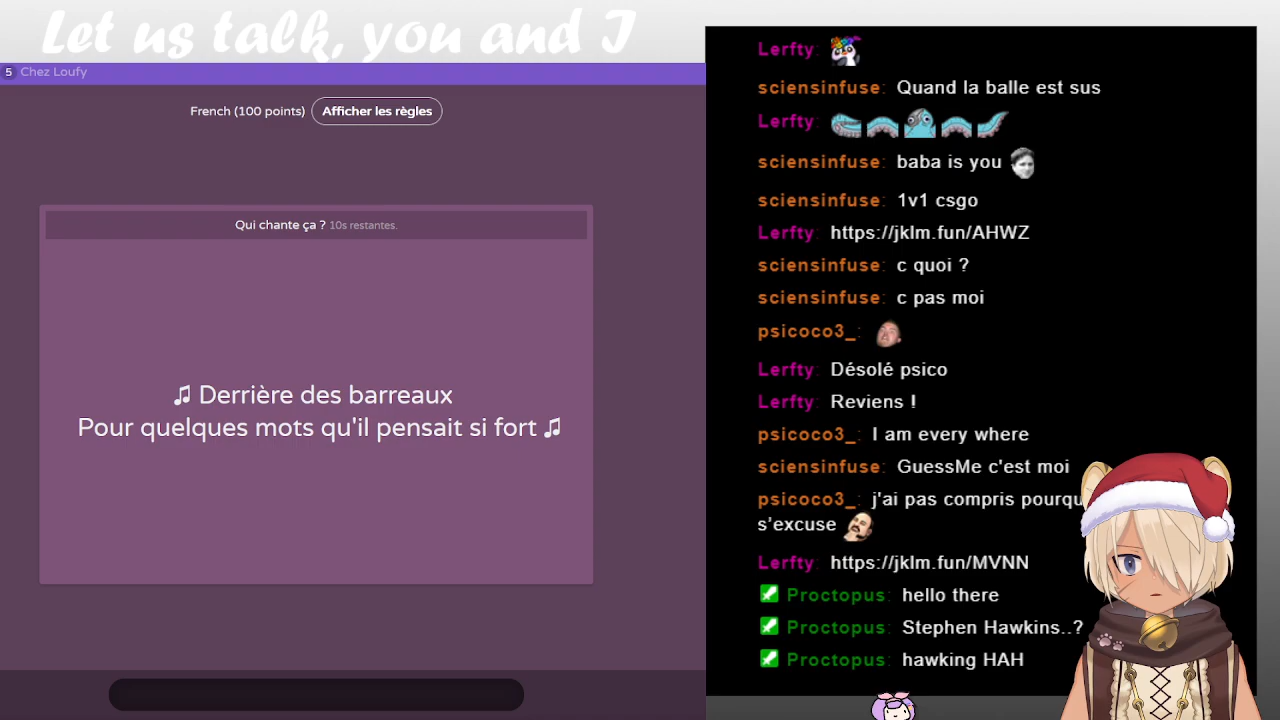 Let us talk, you and I
5 Chez Loufy
French (100 points) Afficher les règles
Qui chante ça ? 10s restantes.
♫ Derrière des barreaux
Pour quelques mots qu'il pensait si fort ♫
Lerfty:
sciensinfuse: Quand la balle est sus
Lerfty:
sciensinfuse: baba is you
sciensinfuse: 1v1 csgo
Lerfty: https://jklm.fun/AHWZ
sciensinfuse: c quoi ?
sciensinfuse: c pas moi
psicoco3_:
Lerfty: Désolé psico
Lerfty: Reviens !
psicoco3_: I am every where
sciensinfuse: GuessMe c'est moi
psicoco3_: j'ai pas compris pourqu
s'excuse
Lerfty: https://jklm.fun/MVNN
Proctopus: hello there
Proctopus: Stephen Hawkins..?
Proctopus: hawking HAH